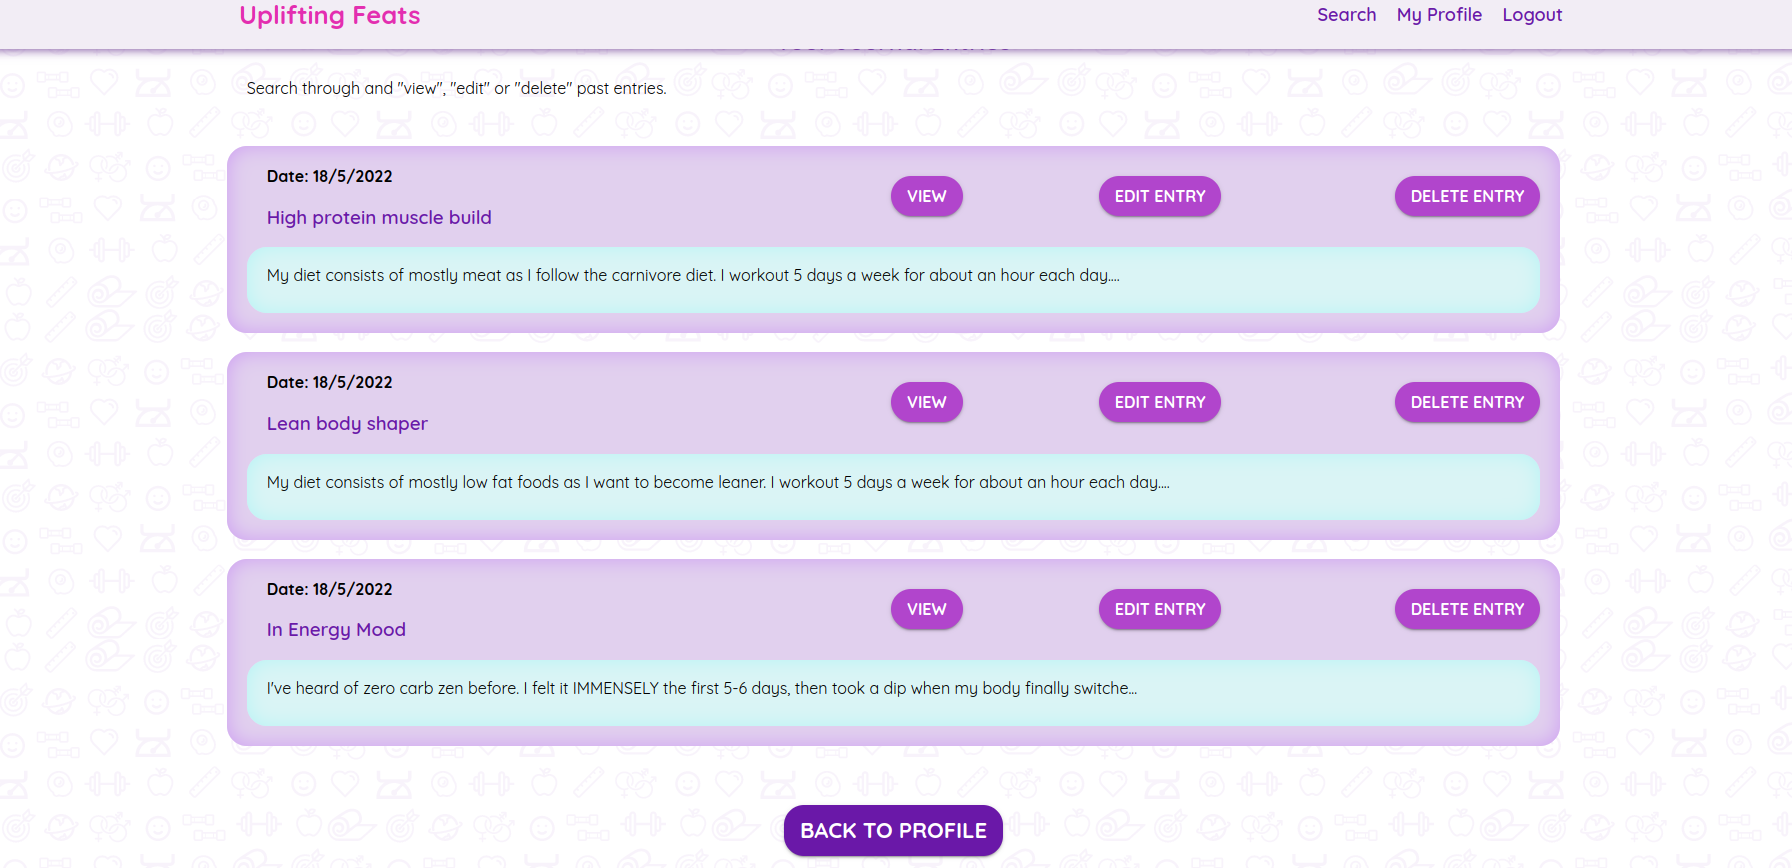 Uplifting Feats
Search My Profile Logout
Your Journal Entries
Search through and "view", "edit" or "delete" past entries.
Date: 18/5/2022
VIEW EDIT ENTRY DELETE ENTRY
High protein muscle build
My diet consists of mostly meat as I follow the carnivore diet. I workout 5 days a week for about an hour each day....
Date: 18/5/2022
VIEW EDIT ENTRY DELETE ENTRY
Lean body shaper
My diet consists of mostly low fat foods as I want to become leaner. I workout 5 days a week for about an hour each day....
Date: 18/5/2022
VIEW EDIT ENTRY DELETE ENTRY
In Energy Mood
I've heard of zero carb zen before. I felt it IMMENSELY the first 5-6 days, then took a dip when my body finally switche...
BACK TO PROFILE